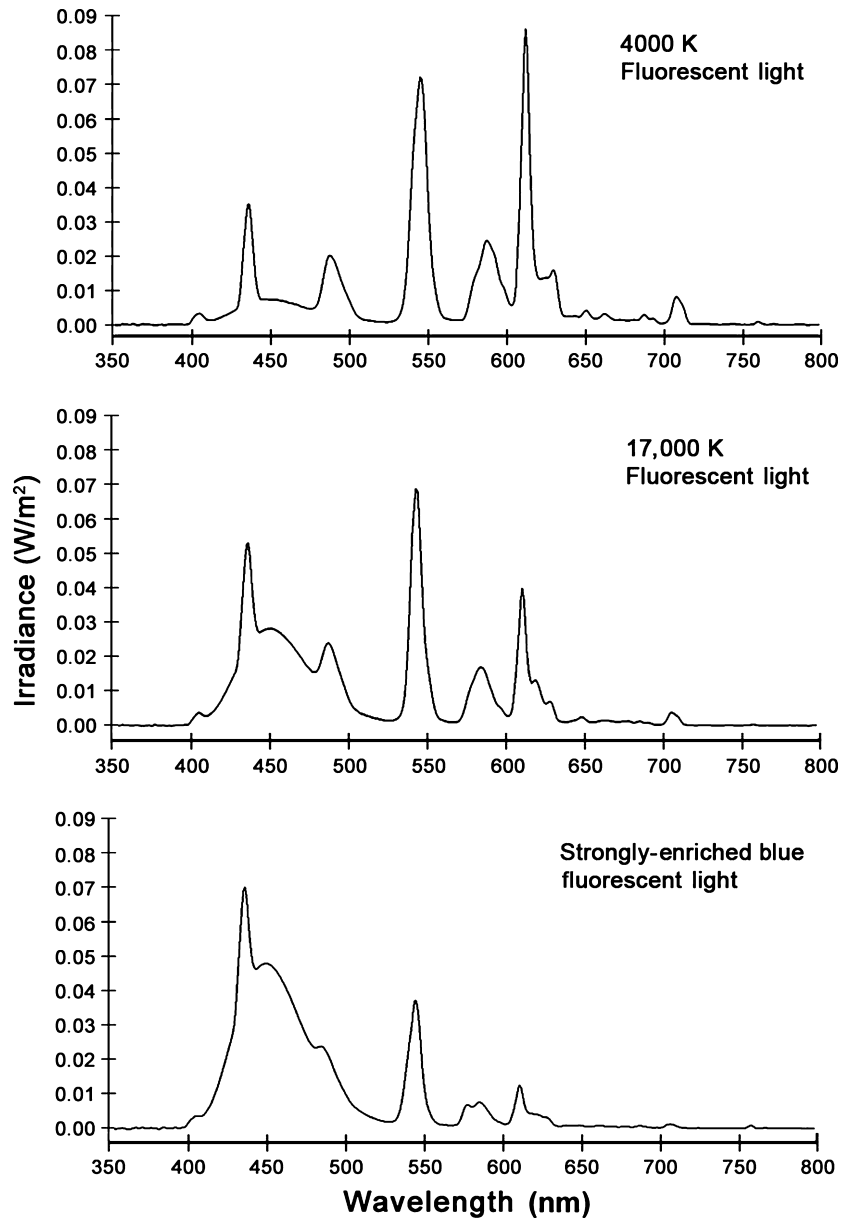 0.09
0.08
0.07
0.06
0.05
0.04
0.03
0.02
0.01
0.00
4000 K
Fluorescent light
350 400 450 500 550 600 650 700 750 800
Irradiance (W/m²)
0.09
0.08
0.07
0.06
0.05
0.04
0.03
0.02
0.01
0.00
17,000 K
Fluorescent light
350 400 450 500 550 600 650 700 750 800
0.09
0.08
0.07
0.06
0.05
0.04
0.03
0.02
0.01
0.00
Strongly-enriched blue
fluorescent light
350 400 450 500 550 600 650 700 750 800
Wavelength (nm)